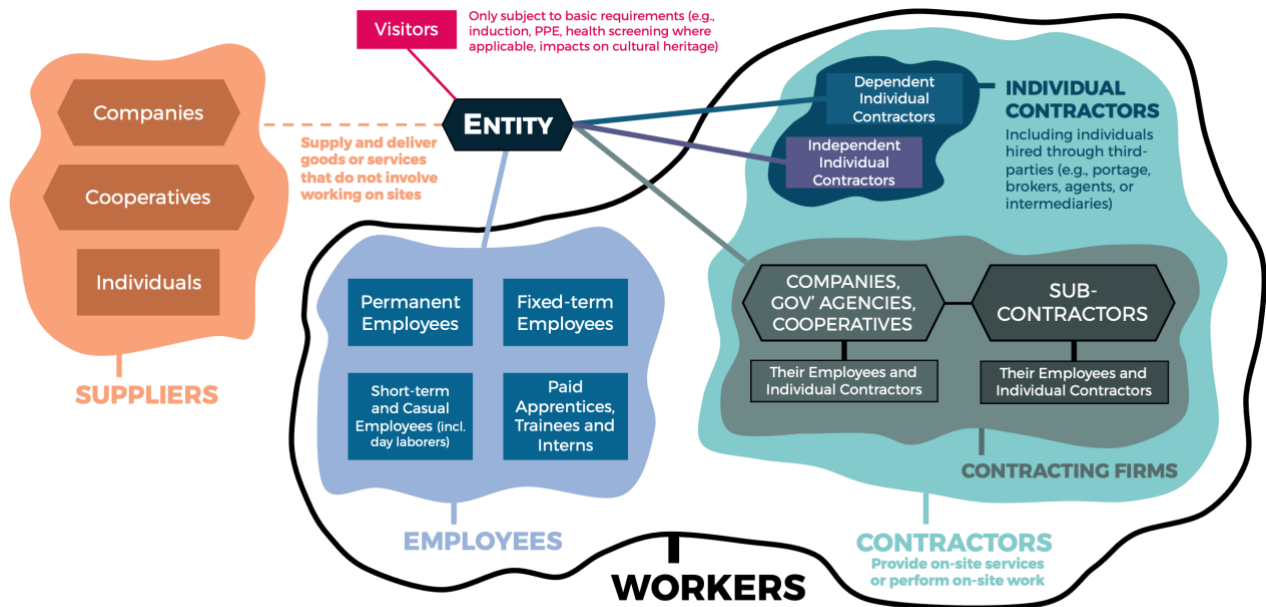 Visitors
Only subject to basic requirements (e.g.,
induction, PPE, health screening where
applicable, impacts on cultural heritage)
Companies
Cooperatives
Individuals
SUPPLIERS
Supply and deliver
goods or services
that do not involve
working on sites
ENTITY
Dependent
Individual
Contractors
Independent
Individual
Contractors
INDIVIDUAL
CONTRACTORS
Including individuals
hired through third-
parties (e.g., portage,
brokers, agents, or
intermediaries)
Permanent
Employees
Fixed-term
Employees
Short-term
and Casual
Employees (incl.
day laborers)
Paid
Apprentices,
Trainees and
Interns
EMPLOYEES
COMPANIES,
GOV’ AGENCIES,
COOPERATIVES
SUB-
CONTRACTORS
Their Employees and
Individual Contractors
Their Employees and
Individual Contractors
CONTRACTING FIRMS
CONTRACTORS
Provide on-site services
or perform on-site work
WORKERS